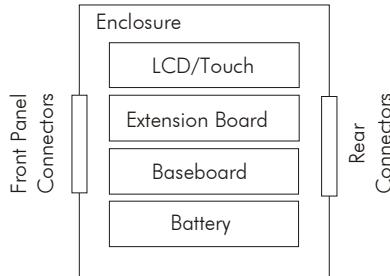 Enclosure
LCD/Touch
Extension Board
Baseboard
Battery
Front Panel
Connectors
Rear
Connectors